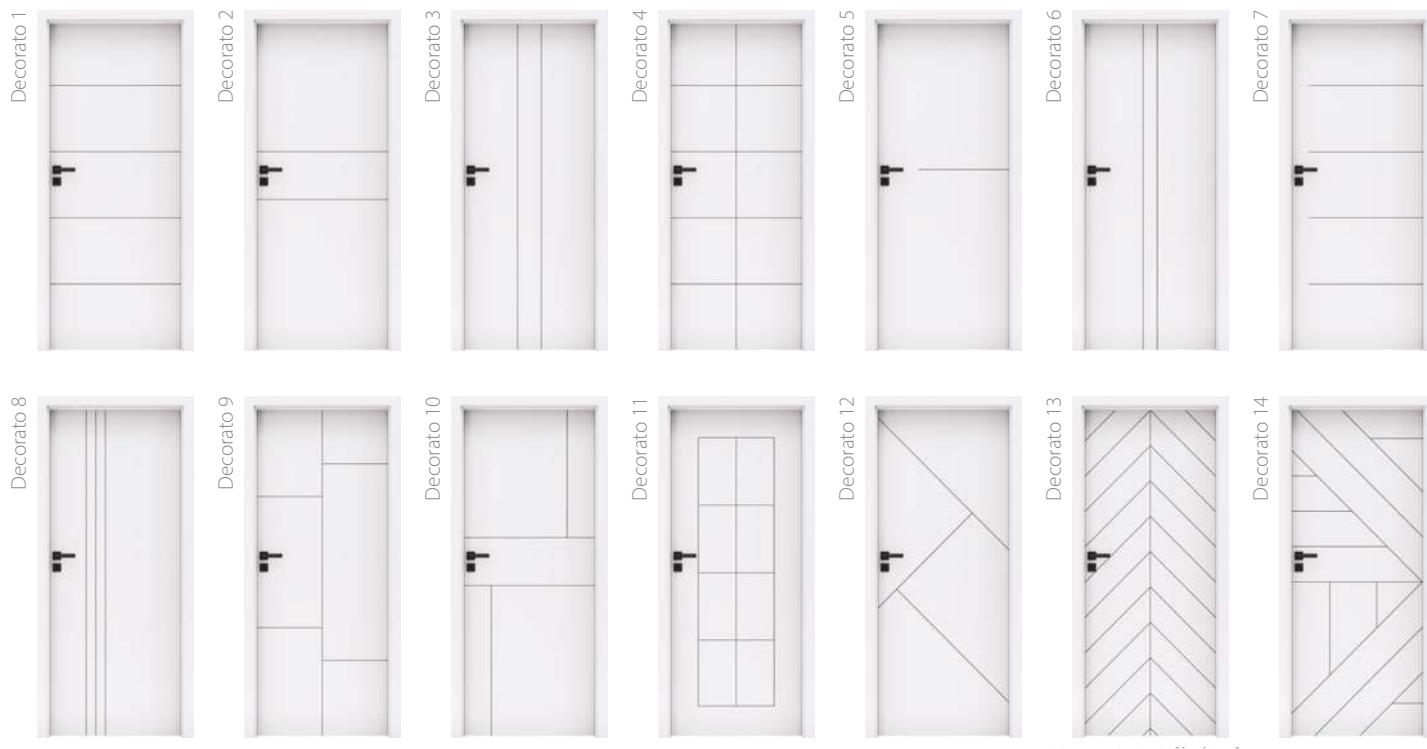 Decorato 1
Decorato 2
Decorato 3
Decorato 4
Decorato 5
Decorato 6
Decorato 7
Decorato 8
Decorato 9
Decorato 10
Decorato 11
Decorato 12
Decorato 13
Decorato 14